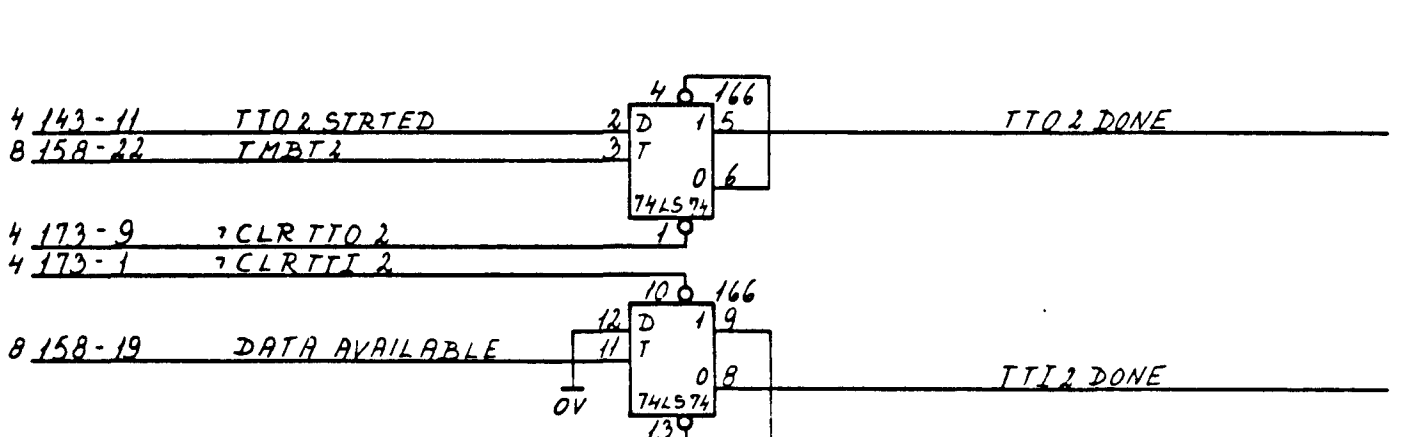 4 166
4 143-11 TTO 2 STRTED 2 D 1 5 TTO 2 DONE
8 158-22 TMBT2 3 T
0 6
74LS74
4 173-9 ¬CLR TTO 2 1
4 173-1 ¬CLR TTI 2
10 166
12 D 1 9
8 158-19 DATA AVAILABLE 11 T
0 8 TTI 2 DONE
0V 74LS74
13